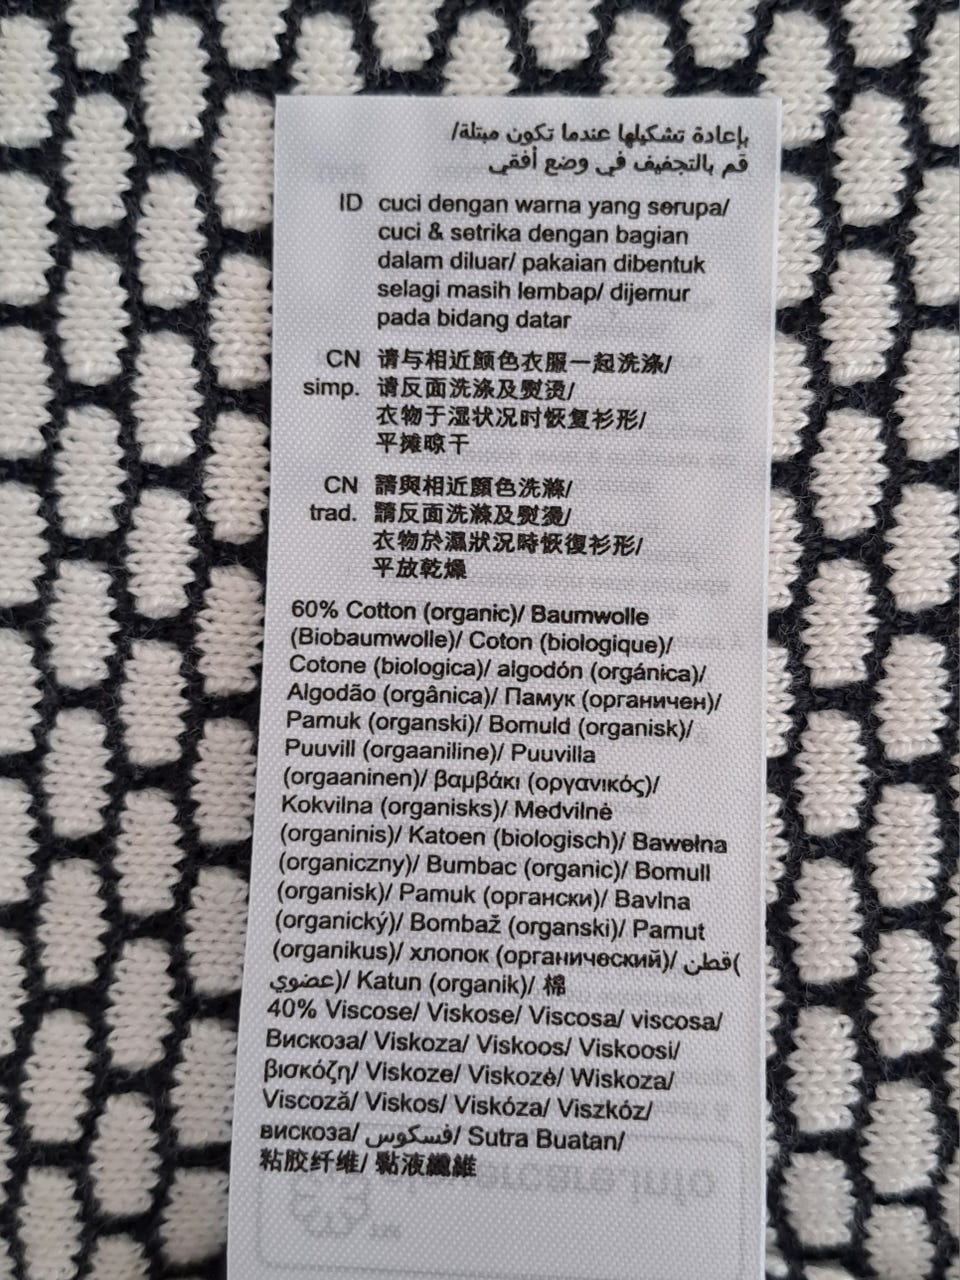 بإعادة تشكيلها عندما تكون مبتلة/
قم بالتجفيف في وضع أفقي
ID cuci dengan warna yang serupa/
cuci & setrika dengan bagian
dalam diluar/ pakaian dibentuk
selagi masih lembap/ dijemur
pada bidang datar
CN 请与相近颜色衣服一起洗涤/
simp. 请反面洗涤及熨烫/
衣物于湿状况时恢复衫形/
平摊晾干
CN 請與相近顏色洗滌/
trad. 請反面洗滌及熨燙/
衣物於濕狀況時恢復衫形/
平放乾燥
60% Cotton (organic)/ Baumwolle
(Biobaumwolle)/ Coton (biologique)/
Cotone (biologica)/ algodón (orgánica)/
Algodão (orgânica)/ Памук (органичен)/
Pamuk (organski)/ Bomuld (organisk)/
Puuvill (orgaaniline)/ Puuvilla
(orgaaninen)/ βαμβάκι (οργανικός)/
Kokvilna (organisks)/ Medvilnė
(organinis)/ Katoen (biologisch)/ Bawełna
(organiczny)/ Bumbac (organic)/ Bomull
(organisk)/ Pamuk (органски)/ Bavlna
(organický)/ Bombaž (organski)/ Pamut
(organikus)/ хлопок (органический)/ قطن(
عضوي)/ Katun (organik)/ 棉
40% Viscose/ Viskose/ Viscosa/ viscosa/
Вискоза/ Viskoza/ Viskoos/ Viskoosi/
βισκόζη/ Viskoze/ Viskozė/ Wiskoza/
Viscoză/ Viskos/ Viskóza/ Viszkóz/
вискоза/ فسكوس/ Sutra Buatan/
粘胶纤维/ 黏液纖維